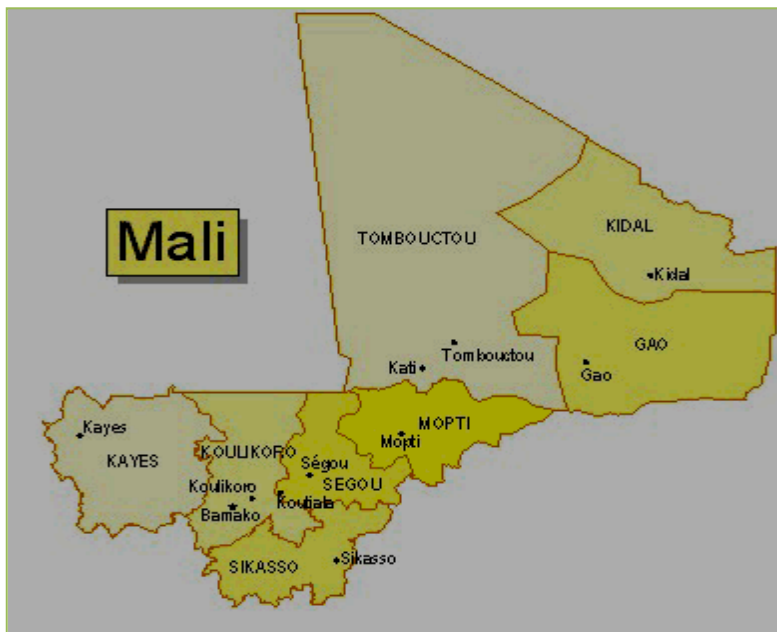 Mali
TOMBOUCTOU
KIDAL
Kidal
GAO
Gao
Tombouctou
Kati
Kayes
KAYES
KOULIKORO
Koulikoro
Bamako
MOPTI
Mopti
Ségou
SEGOU
Koutiala
SIKASSO
Sikasso